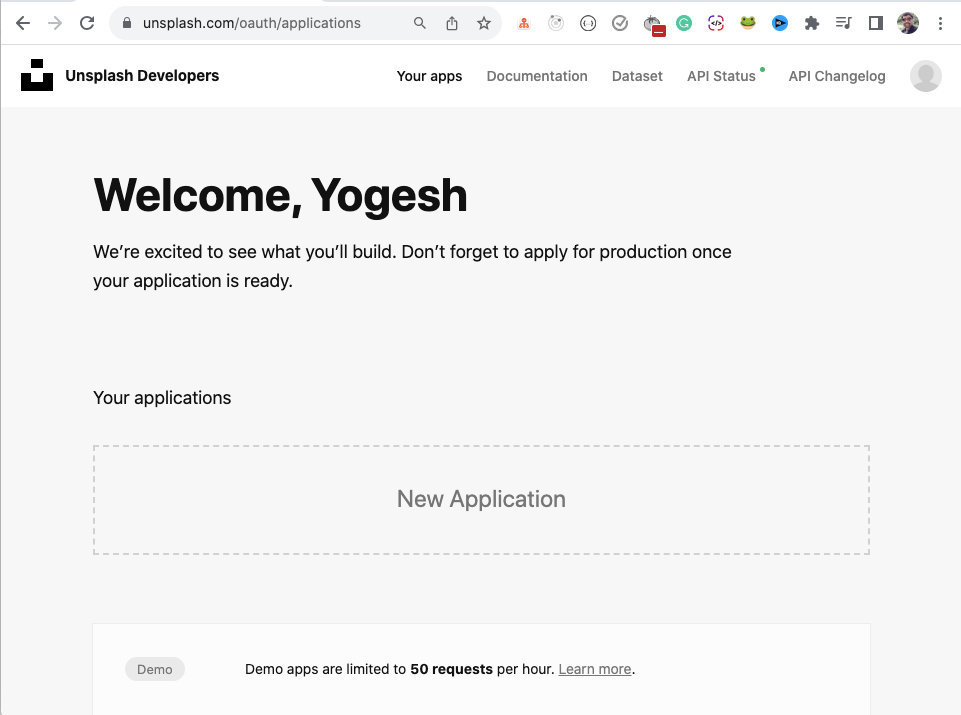 unsplash.com/oauth/applications
Unsplash Developers
Your apps
Documentation
Dataset
API Status
API Changelog
Welcome, Yogesh
We’re excited to see what you’ll build. Don’t forget to apply for production once
your application is ready.
Your applications
New Application
Demo
Demo apps are limited to 50 requests per hour. Learn more.